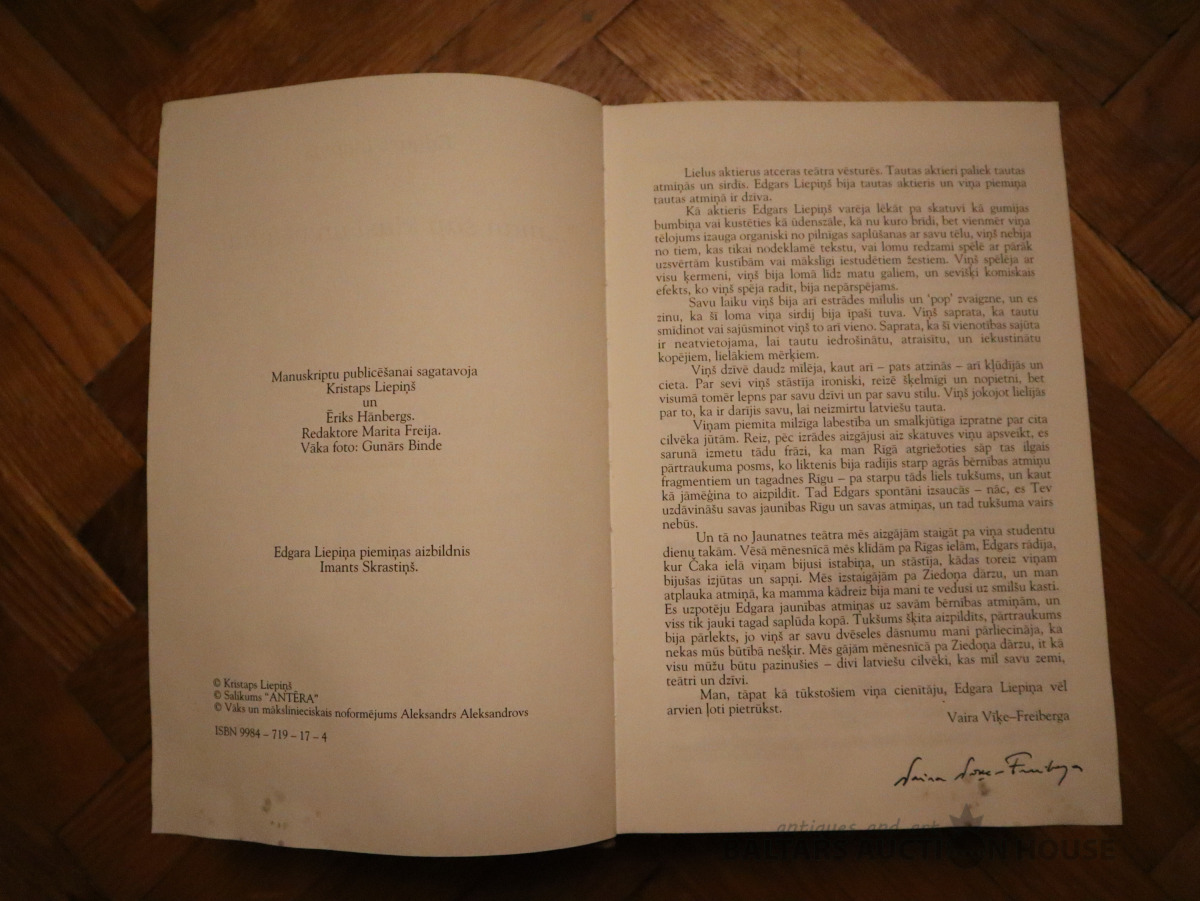 Manuskriptu publicēšanai sagatavoja
Kristaps Liepiņš
un
Ēriks Hānbergs.
Redaktore Marita Freija.
Vāka foto: Gunārs Binde
Edgara Liepiņa piemiņas aizbildnis
Imants Skrastiņš.
© Kristaps Liepiņš
© Salikums "ANTĒRA"
© Vāks un mākslinieciskais noformējums Aleksandrs Aleksandrovs
ISBN 9984 – 719 – 17 – 4
Lielus aktierus atceras teātra vēsturēs. Tautas aktieri paliek tautas
atmiņās un sirdīs. Edgars Liepiņš bija tautas aktieris un viņa piemiņa
tautas atmiņā ir dzīva.
Kā aktieris Edgars Liepiņš varēja lēkāt pa skatuvi kā gumijas
bumbiņa vai kustēties kā ūdenszāle, kā nu kuro brīdi, bet vienmēr viņa
tēlojums izauga organiski no pilnīgas saplūšanas ar savu tēlu, viņš nebija
no tiem, kas tikai nodeklamē tekstu, vai lomu redzami spēlē ar pārāk
uzsvērtām kustībām vai mākslīgi iestudētiem žestiem. Viņš spēlēja ar
visu ķermeni, viņš bija lomā līdz matu galiem, un sevišķi komiskais
efekts, ko viņš spēja radīt, bija nepārspējams.
Savu laiku viņš bija arī estrādes mīlulis un 'pop' zvaigzne, un es
zinu, ka šī loma viņa sirdij bija īpaši tuva. Viņš saprata, ka tautu
smīdinot vai sajūsminot viņš to arī vieno. Saprata, ka šī vienotības sajūta
ir neatvietojama, lai tautu iedrošinātu, atraisītu, un iekustinātu
kopējiem, lielākiem mērķiem.
Viņš dzīvē daudz mīlēja, kaut arī – pats atzinās – arī kļūdījās un
cieta. Par sevi viņš stāstīja ironiski, reizē šķelmīgi un nopietni, bet
visumā tomēr lepns par savu dzīvi un par savu stilu. Viņš jokojot lielījās
par to, ka ir darījis savu, lai neizmirtu latviešu tauta.
Viņam piemita milzīga labestība un smalkjūtīga izpratne par cita
cilvēka jūtām. Reiz, pēc izrādes aizgājusi aiz skatuves viņu apsveikt, es
sarunā izmetu tādu frāzi, ka man Rīgā atgriežoties sāp tas ilgais
pārtraukuma posms, ko liktenis bija radījis starp agrās bērnības atmiņu
fragmentiem un tagadnes Rīgu – pa starpu tāds liels tukšums, un kaut
kā jāmēģina to aizpildīt. Tad Edgars spontāni izsaucās – nāc, es Tev
uzdāvināšu savas jaunības Rīgu un savas atmiņas, un tad tukšuma vairs
nebūs.
Un tā no Jaunatnes teātra mēs aizgājām staigāt pa viņa studentu
dienu takām. Vēsā mēnesnīcā mēs klīdām pa Rīgas ielām, Edgars rādīja,
kur Čaka ielā viņam bijusi istabiņa, un stāstīja, kādas toreiz viņam
bijušas izjūtas un sapņi. Mēs izstaigājām pa Ziedoņa dārzu, un man
atplauka atmiņā, ka mamma kādreiz bija mani te vedusi uz smilšu kasti.
Es uzpotēju Edgara jaunības atmiņas uz savām bērnības atmiņām, un
viss tik jauki tagad saplūda kopā. Tukšums šķita aizpildīts, pārtraukums
bija pārlekts, jo viņš ar savu dvēseles dāsnumu mani pārliecināja, ka
nekas mūs būtībā nešķir. Mēs gājām mēnesnīcā pa Ziedoņa dārzu, it kā
visu mūžu būtu pazinušies – divi latviešu cilvēki, kas mīl savu zemi,
teātri un dzīvi.
Man, tāpat kā tūkstošiem viņa cienītāju, Edgara Liepiņa vēl
arvien ļoti pietrūkst.
Vaira Vīķe–Freiberga
Vaira Vīķe–Freiberga
antiques and art
BALTARS AUCTION HOUSE